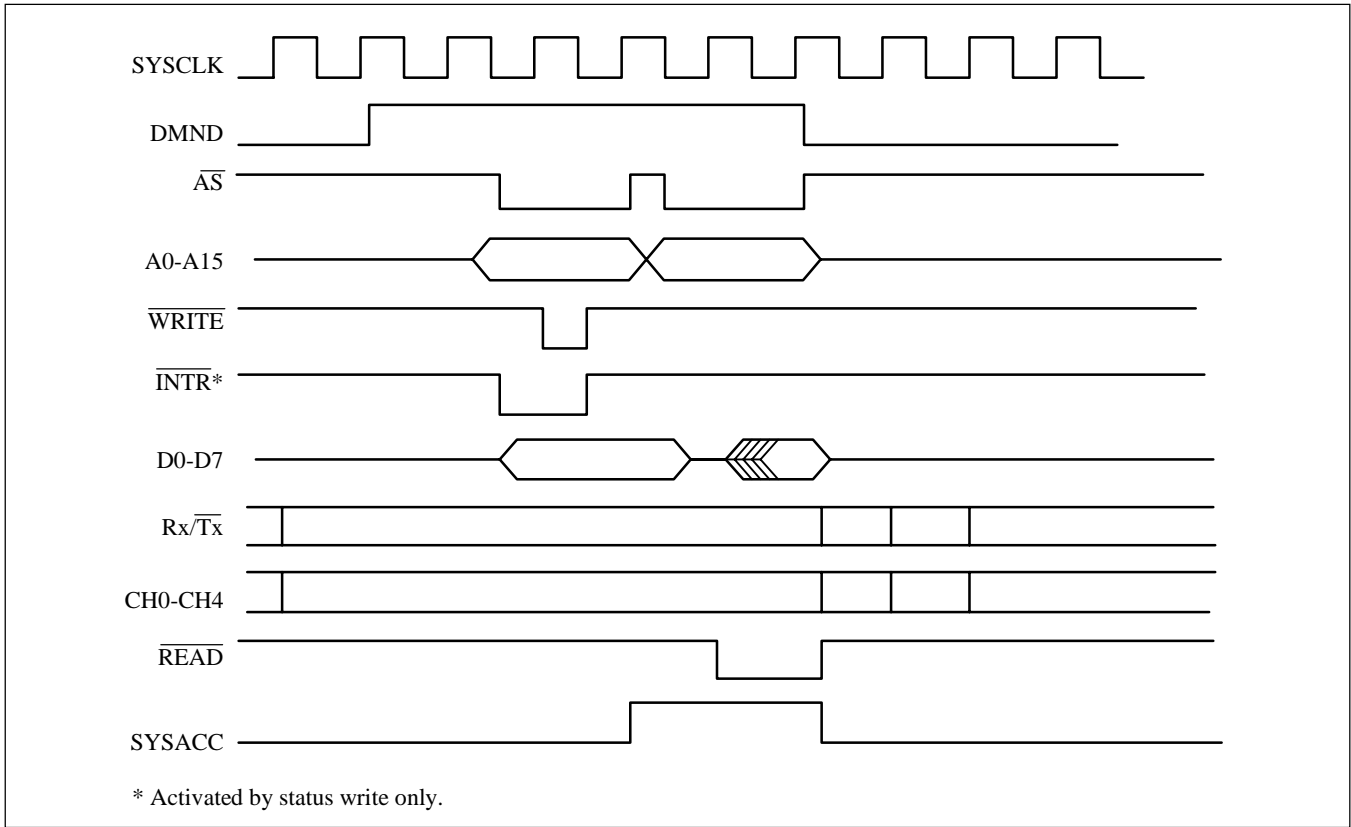 SYSCLK
DMND
AS
A0-A15
WRITE
INTR*
D0-D7
Rx/Tx
CH0-CH4
READ
SYSACC
* Activated by status write only.